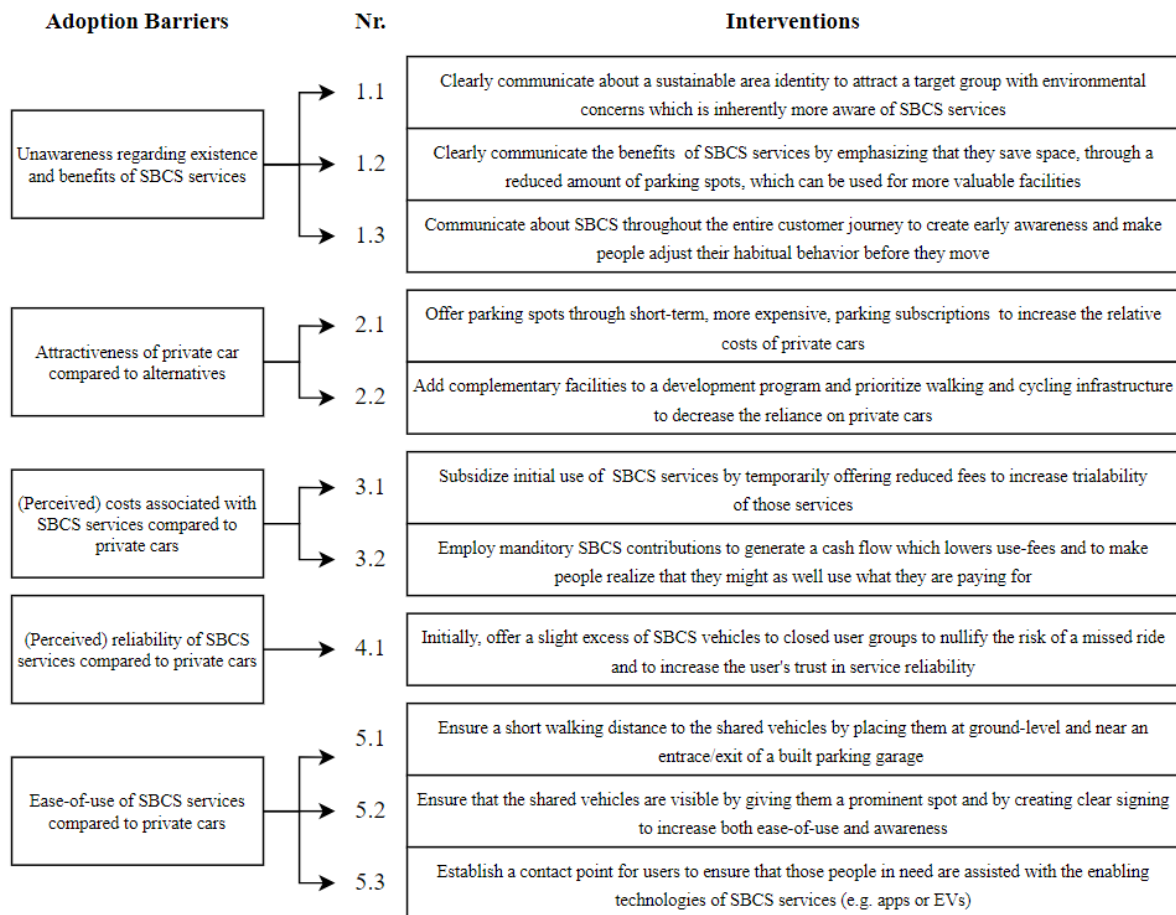 Adoption Barriers
Nr.
Interventions
Unawareness regarding existence
and benefits of SBCS services
1.1
Clearly communicate about a sustainable area identity to attract a target group with environmental
concerns which is inherently more aware of SBCS services
1.2
Clearly communicate the benefits of SBCS services by emphasizing that they save space, through a
reduced amount of parking spots, which can be used for more valuable facilities
1.3
Communicate about SBCS throughout the entire customer journey to create early awareness and make
people adjust their habitual behavior before they move
Attractiveness of private car
compared to alternatives
2.1
Offer parking spots through short-term, more expensive, parking subscriptions to increase the relative
costs of private cars
2.2
Add complementary facilities to a development program and prioritize walking and cycling infrastructure
to decrease the reliance on private cars
(Perceived) costs associated with
SBCS services compared to
private cars
3.1
Subsidize initial use of SBCS services by temporarily offering reduced fees to increase trialability
of those services
3.2
Employ manditory SBCS contributions to generate a cash flow which lowers use-fees and to make
people realize that they might as well use what they are paying for
(Perceived) reliability of SBCS
services compared to private cars
4.1
Initially, offer a slight excess of SBCS vehicles to closed user groups to nullify the risk of a missed ride
and to increase the user's trust in service reliability
Ease-of-use of SBCS services
compared to private cars
5.1
Ensure a short walking distance to the shared vehicles by placing them at ground-level and near an
entrace/exit of a built parking garage
5.2
Ensure that the shared vehicles are visible by giving them a prominent spot and by creating clear signing
to increase both ease-of-use and awareness
5.3
Establish a contact point for users to ensure that those people in need are assisted with the enabling
technologies of SBCS services (e.g. apps or EVs)